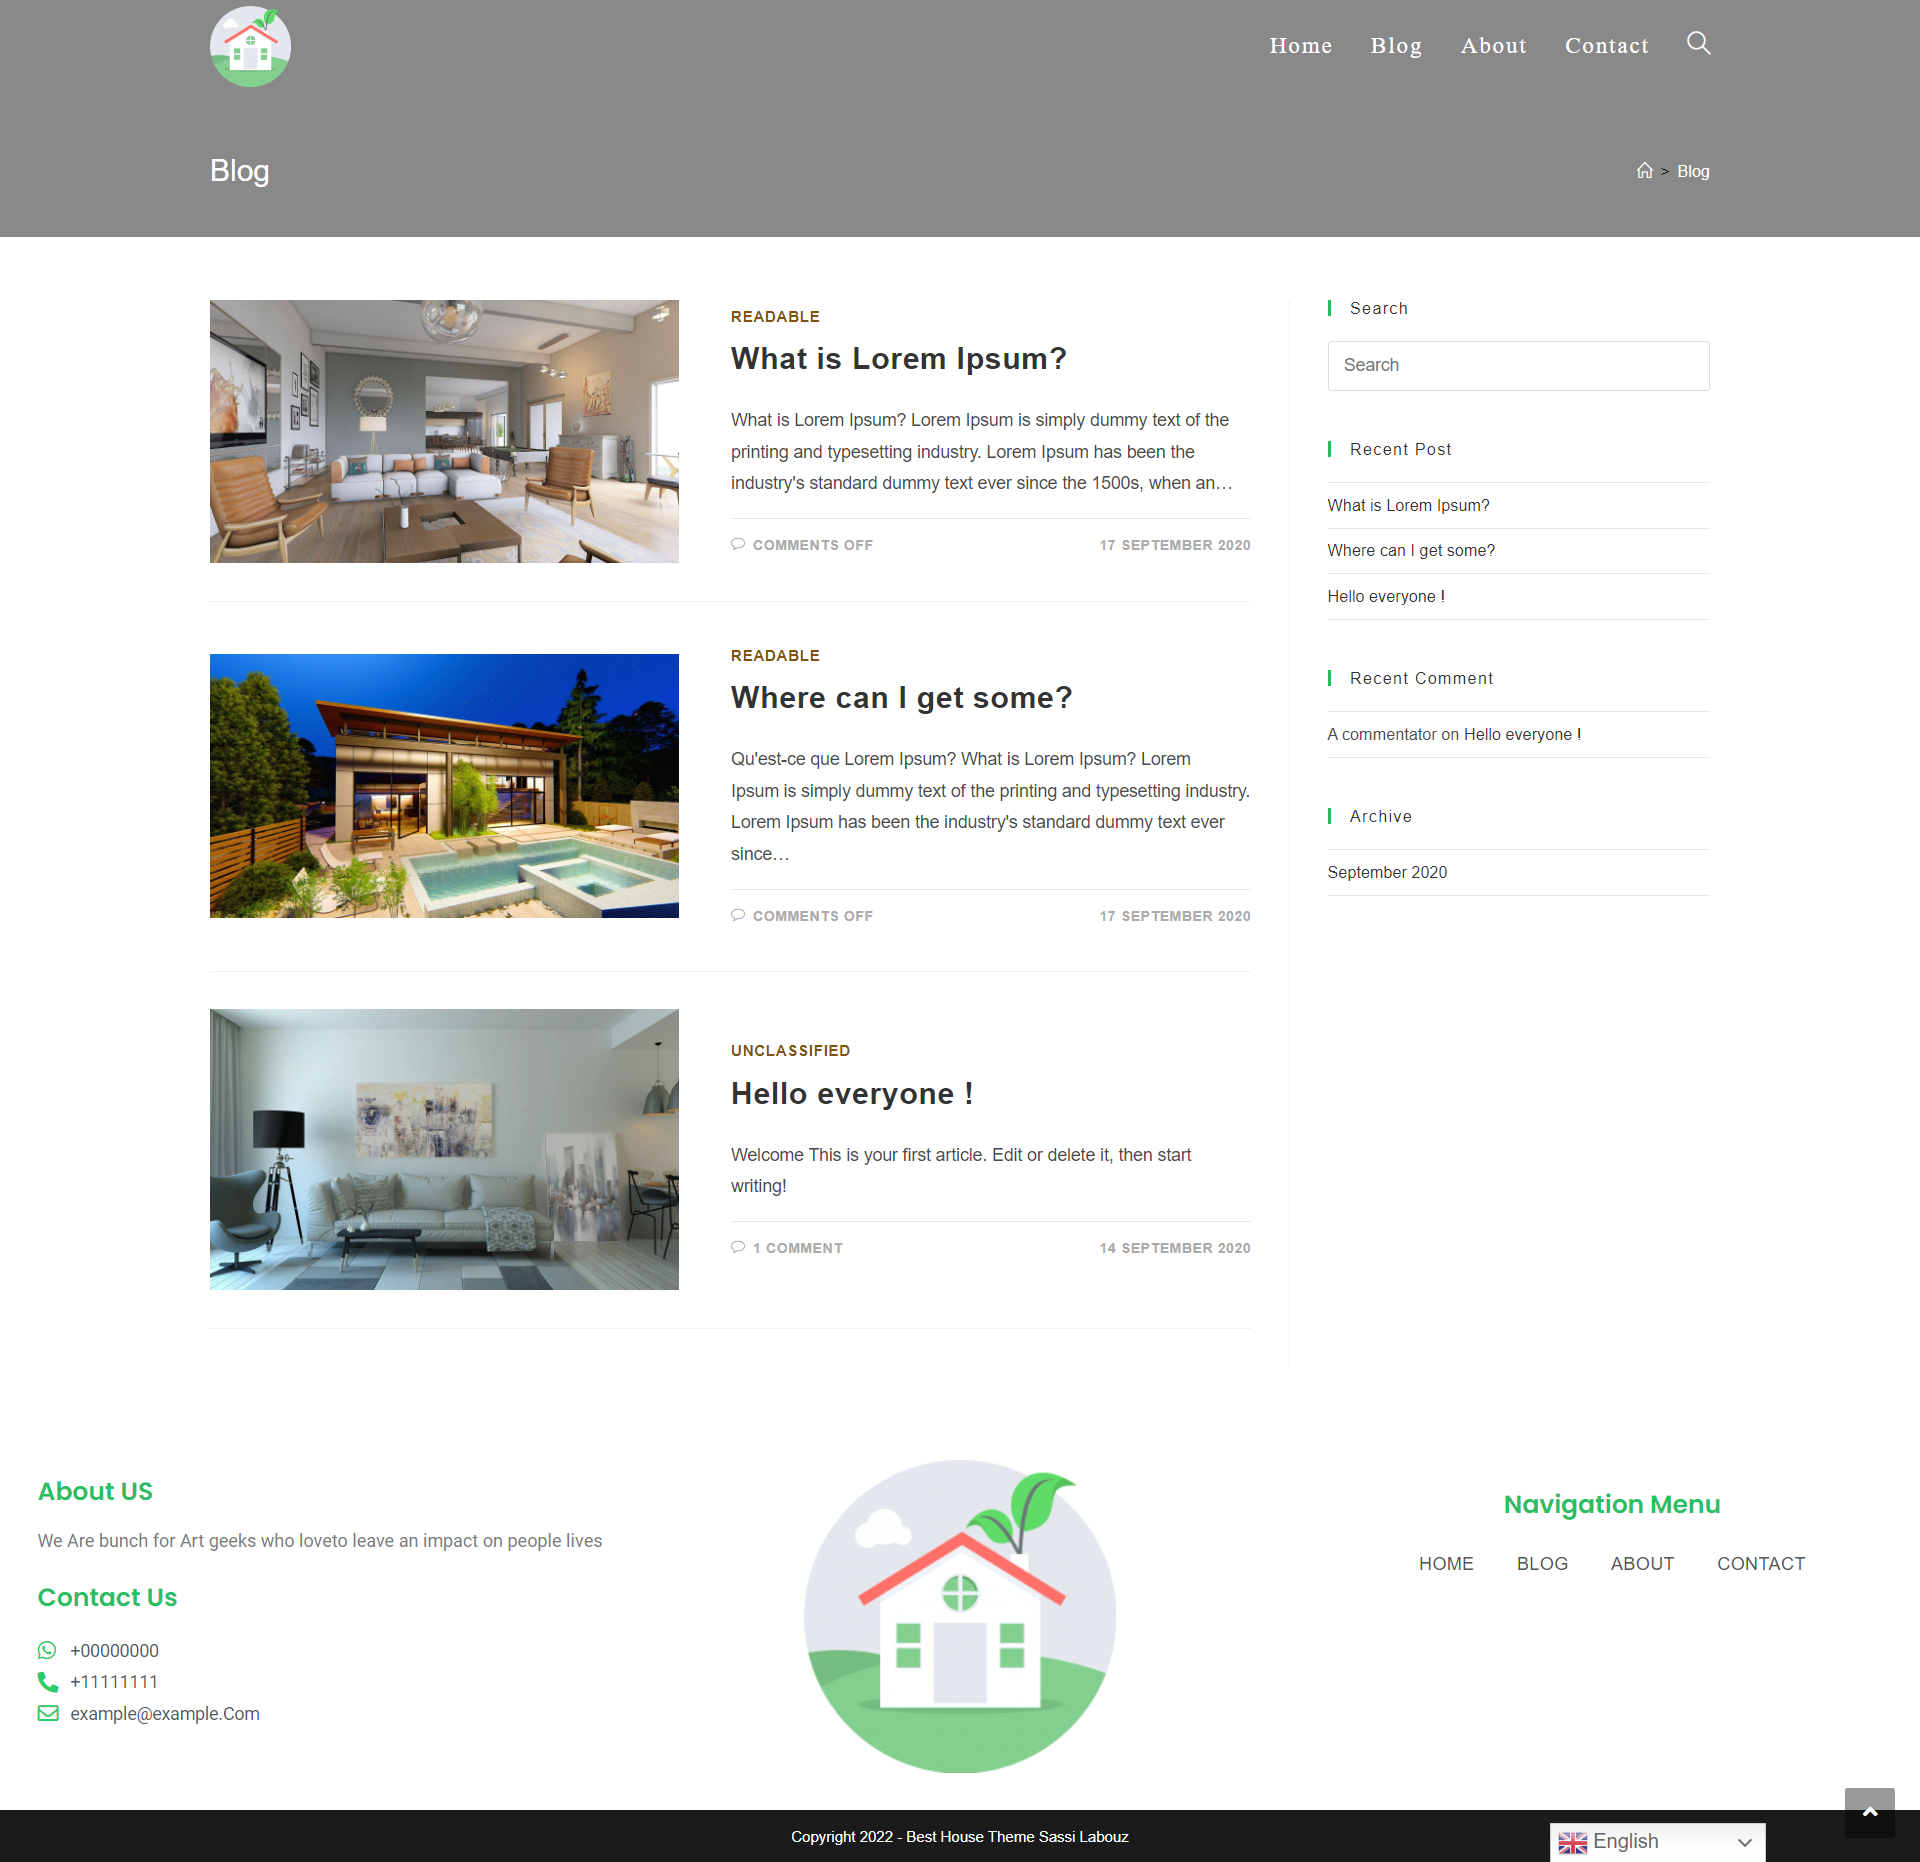 Home Blog About Contact
Blog
> Blog
READABLE
What is Lorem Ipsum?
What is Lorem Ipsum? Lorem Ipsum is simply dummy text of the
printing and typesetting industry. Lorem Ipsum has been the
industry's standard dummy text ever since the 1500s, when an…
COMMENTS OFF 17 SEPTEMBER 2020
READABLE
Where can I get some?
Qu'est-ce que Lorem Ipsum? What is Lorem Ipsum? Lorem
Ipsum is simply dummy text of the printing and typesetting industry.
Lorem Ipsum has been the industry's standard dummy text ever
since…
COMMENTS OFF 17 SEPTEMBER 2020
UNCLASSIFIED
Hello everyone !
Welcome This is your first article. Edit or delete it, then start
writing!
1 COMMENT 14 SEPTEMBER 2020
Search
Search
Recent Post
What is Lorem Ipsum?
Where can I get some?
Hello everyone !
Recent Comment
A commentator on Hello everyone !
Archive
September 2020
About US
We Are bunch for Art geeks who loveto leave an impact on people lives
Contact Us
+00000000
+11111111
example@example.Com
Navigation Menu
HOME BLOG ABOUT CONTACT
Copyright 2022 - Best House Theme Sassi Labouz
English